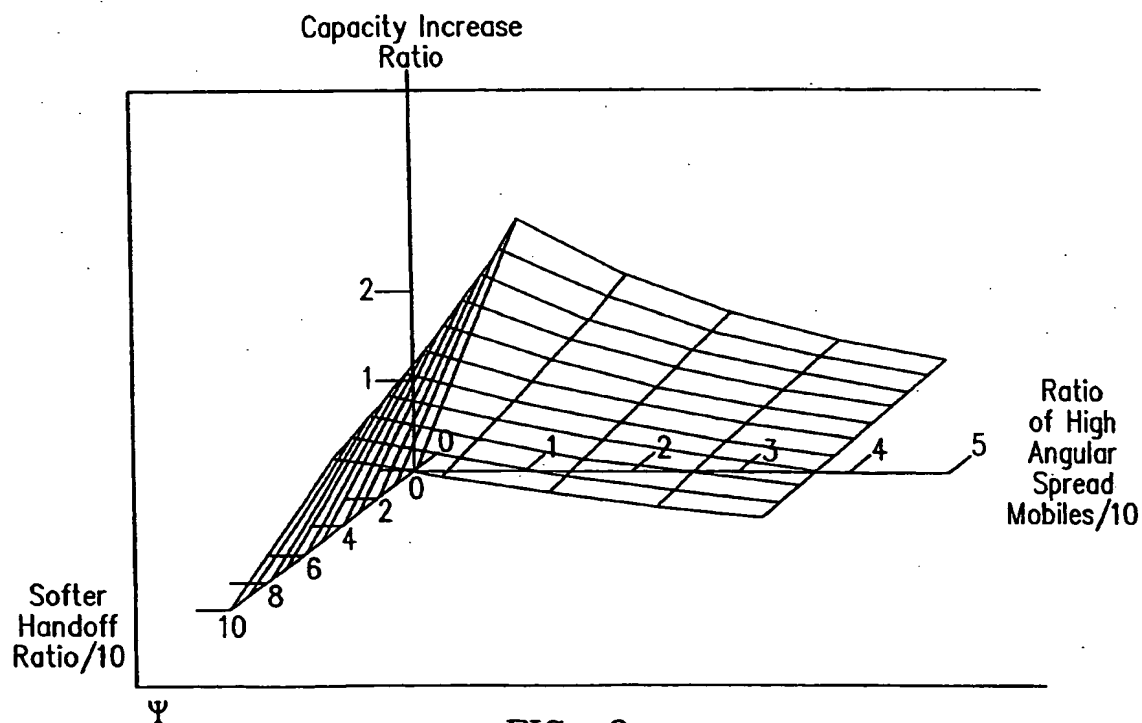 Capacity Increase
Ratio
2
1
0
1
2
3
4
5
0
2
4
6
8
10
Ratio
of High
Angular
Spread
Mobiles/10
Softer
Handoff
Ratio/10
Ψ